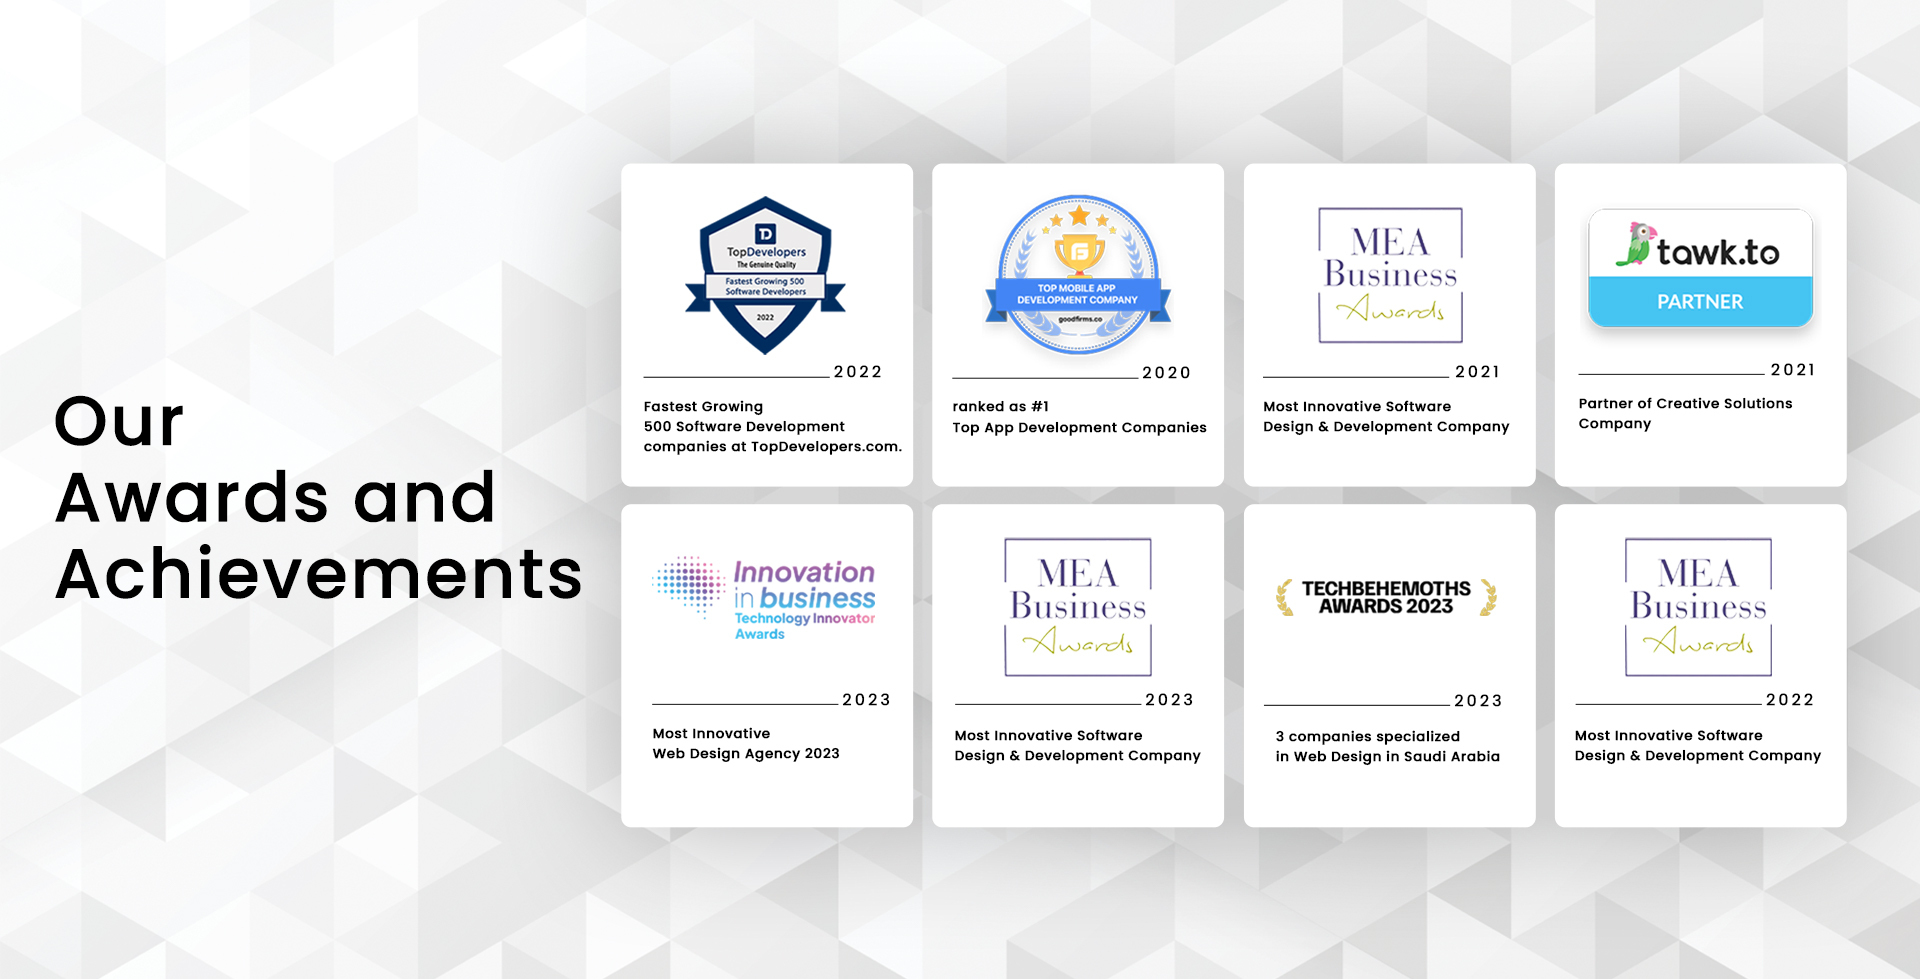 Our
Awards and
Achievements
TopDevelopers
The Genuine Quality
Fastest Growing 500
Software Developers
2022
2022
Fastest Growing
500 Software Development
companies at TopDevelopers.com.
TOP MOBILE APP
DEVELOPMENT COMPANY
goodfirms.co
2020
ranked as #1
Top App Development Companies
MEA
Business
Awards
2021
Most Innovative Software
Design & Development Company
tawk.to
PARTNER
2021
Partner of Creative Solutions
Company
Innovation
in business
Technology Innovator
Awards
2023
Most Innovative
Web Design Agency 2023
MEA
Business
Awards
2023
Most Innovative Software
Design & Development Company
TECHBEHEMOTHS
AWARDS 2023
2023
3 companies specialized
in Web Design in Saudi Arabia
MEA
Business
Awards
2022
Most Innovative Software
Design & Development Company